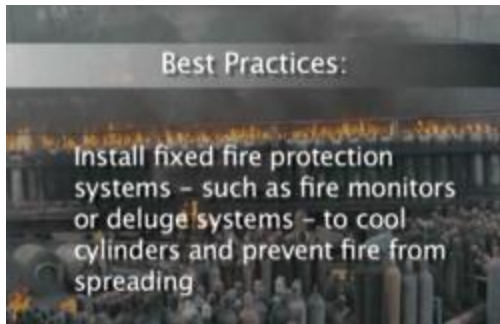 Best Practices:
Install fixed fire protection
systems – such as fire monitors
or deluge systems – to cool
cylinders and prevent fire from
spreading